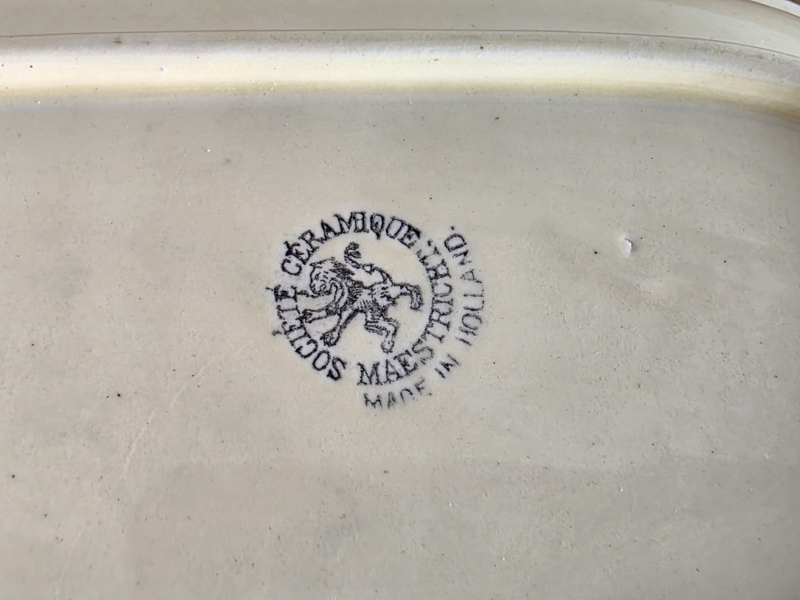 SOCIÉTÉ CÉRAMIQUE.
MAESTRICHT.
MADE IN HOLLAND.